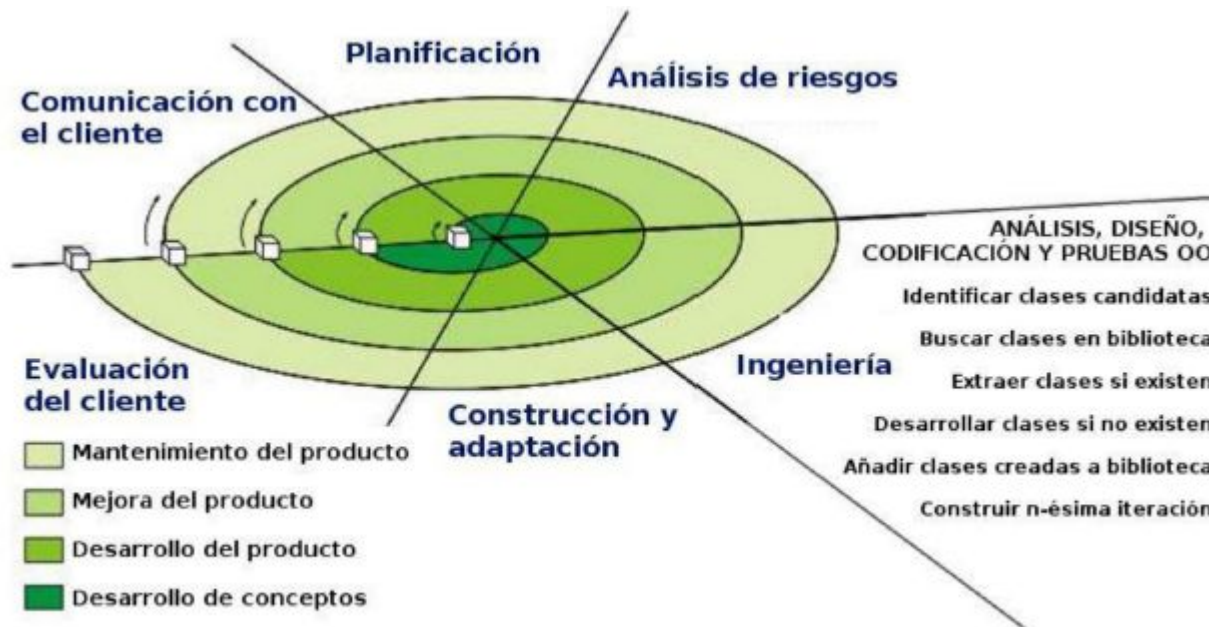 Planificación
Análisis de riesgos
Comunicación con
el cliente
ANÁLISIS, DISEÑO,
CODIFICACIÓN Y PRUEBAS OO
Identificar clases candidatas
Buscar clases en biblioteca
Extraer clases si existen
Desarrollar clases si no existen
Añadir clases creadas a biblioteca
Construir n-ésima iteración
Ingeniería
Construcción y
adaptación
Evaluación
del cliente
Mantenimiento del producto
Mejora del producto
Desarrollo del producto
Desarrollo de conceptos